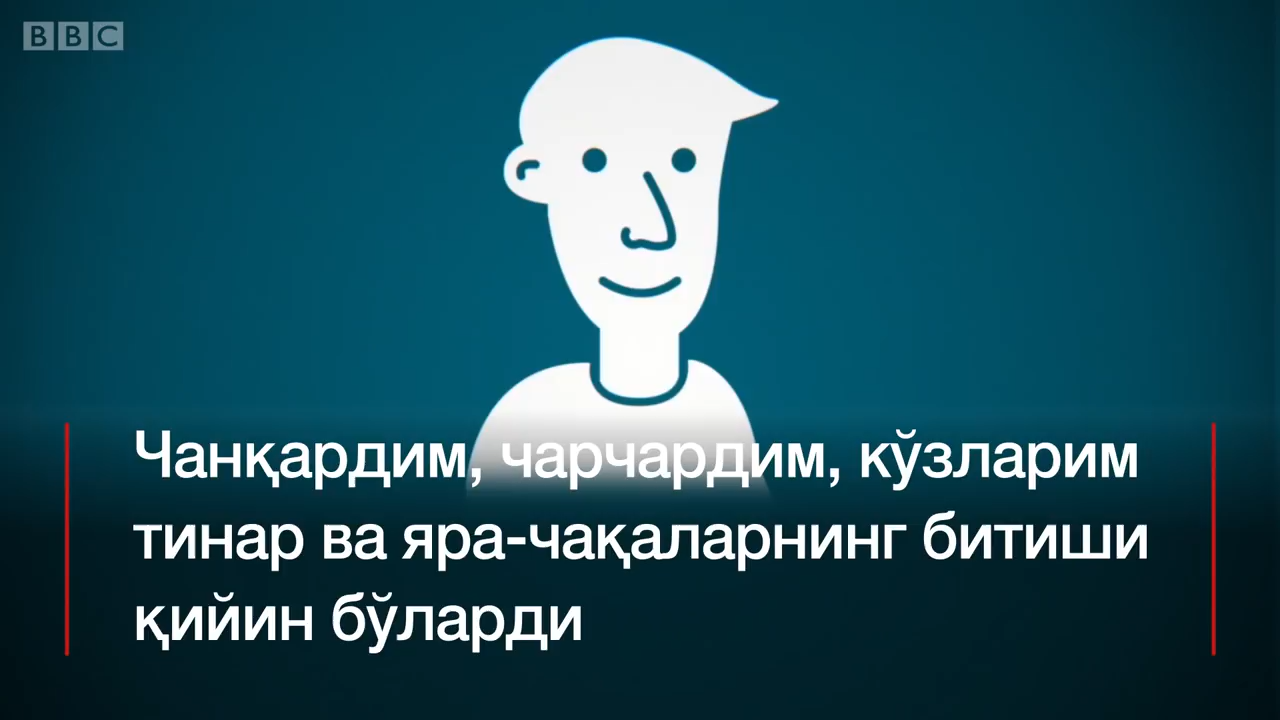 BBC
Чанқардим, чарчардим, кўзларим
тинар ва яра-чақаларнинг битиши
қийин бўларди